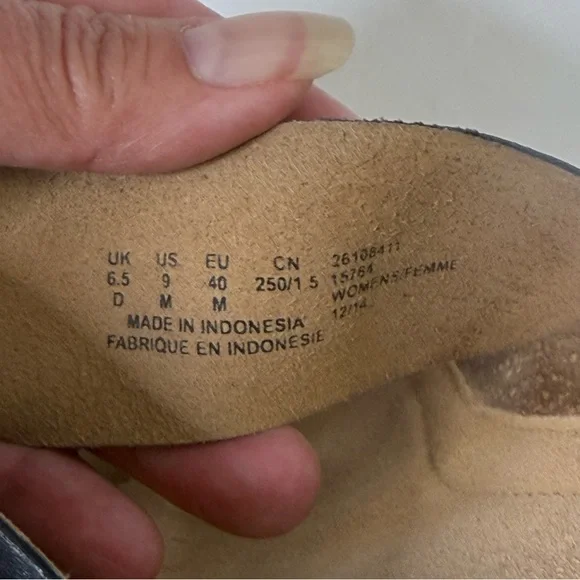 UK US EU CN
6.5 9 40 250/1.5
D M M
MADE IN INDONESIA
FABRIQUE EN INDONESIE
26108411
15764
WOMENS/FEMME
12/14